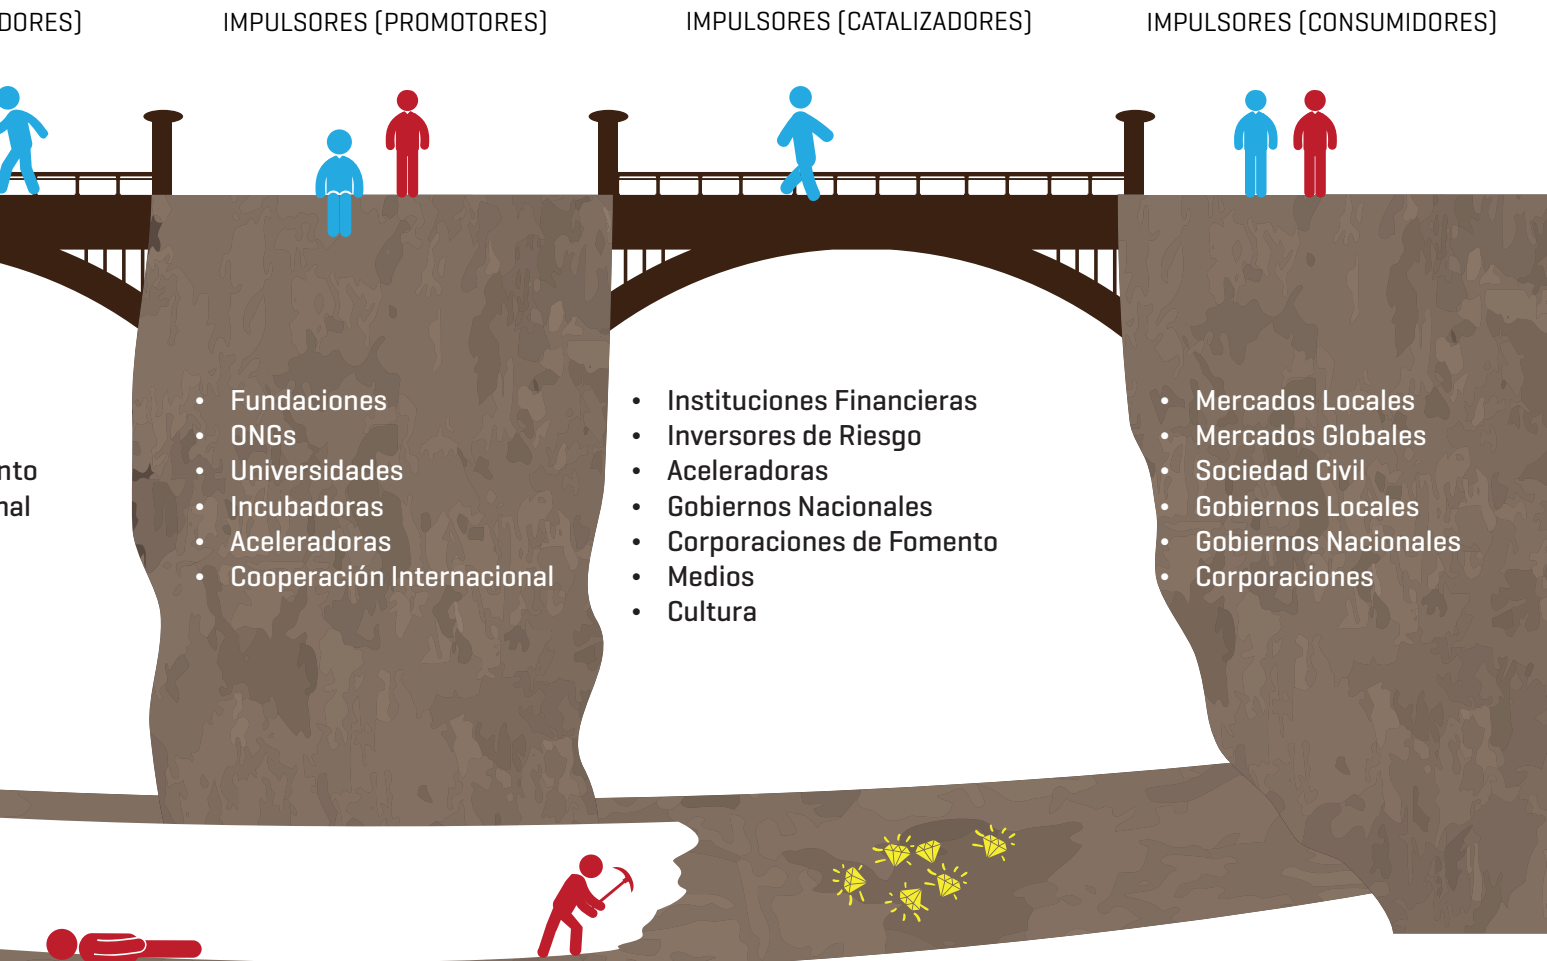 IMPULSORES (PROMOTORES)
IMPULSORES (CATALIZADORES)
IMPULSORES (CONSUMIDORES)
• Fundaciones
• ONGs
• Universidades
• Incubadoras
• Aceleradoras
• Cooperación Internacional
• Instituciones Financieras
• Inversores de Riesgo
• Aceleradoras
• Gobiernos Nacionales
• Corporaciones de Fomento
• Medios
• Cultura
• Mercados Locales
• Mercados Globales
• Sociedad Civil
• Gobiernos Locales
• Gobiernos Nacionales
• Corporaciones